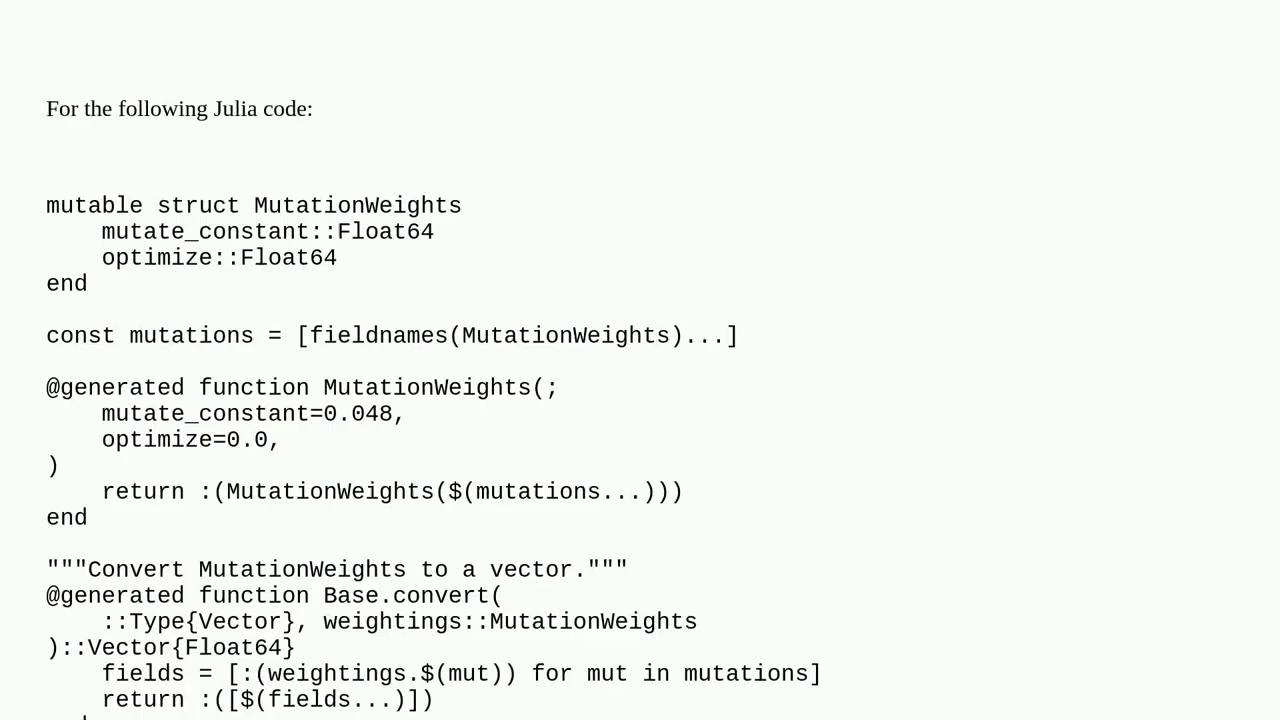 For the following Julia code:
mutable struct MutationWeights
    mutate_constant::Float64
    optimize::Float64
end
const mutations = [fieldnames(MutationWeights)...]
@generated function MutationWeights(;
    mutate_constant=0.048,
    optimize=0.0,
)
    return :(MutationWeights($(mutations...)))
end
"""Convert MutationWeights to a vector."""
@generated function Base.convert(
    ::Type{Vector}, weightings::MutationWeights
)::Vector{Float64}
    fields = [:(weightings.$(mut)) for mut in mutations]
    return :([$(fields...)])